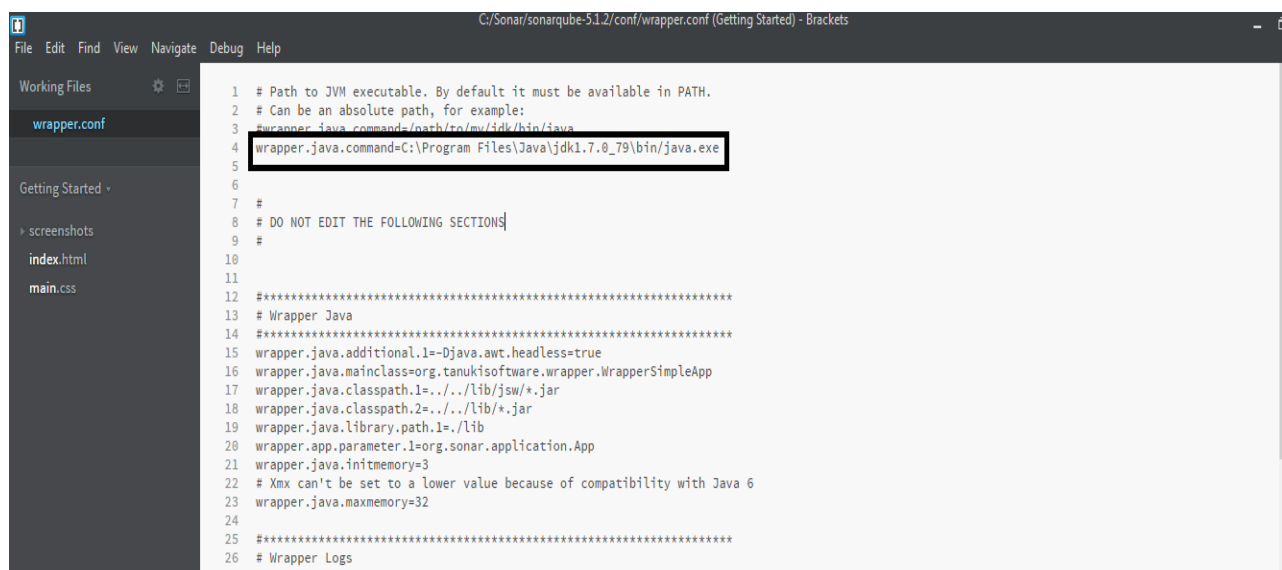 C:/Sonar/sonarqube-5.1.2/conf/wrapper.conf (Getting Started) - Brackets
File Edit Find View Navigate Debug Help
Working Files
wrapper.conf
Getting Started
screenshots
index.html
main.css
1 # Path to JVM executable. By default it must be available in PATH.
2 # Can be an absolute path, for example:
3 #wrapper.java.command=/path/to/my/jdk/bin/java
4 wrapper.java.command=C:\Program Files\Java\jdk1.7.0_79\bin/java.exe
5
6
7 #
8 # DO NOT EDIT THE FOLLOWING SECTIONS
9 #
10
11
12 #********************************************************************
13 # Wrapper Java
14 #********************************************************************
15 wrapper.java.additional.1=-Djava.awt.headless=true
16 wrapper.java.mainclass=org.tanukisoftware.wrapper.WrapperSimpleApp
17 wrapper.java.classpath.1=../../lib/jsw/*.jar
18 wrapper.java.classpath.2=../../lib/*.jar
19 wrapper.java.library.path.1=./lib
20 wrapper.app.parameter.1=org.sonar.application.App
21 wrapper.java.initmemory=3
22 # Xmx can't be set to a lower value because of compatibility with Java 6
23 wrapper.java.maxmemory=32
24
25 #********************************************************************
26 # Wrapper Logs